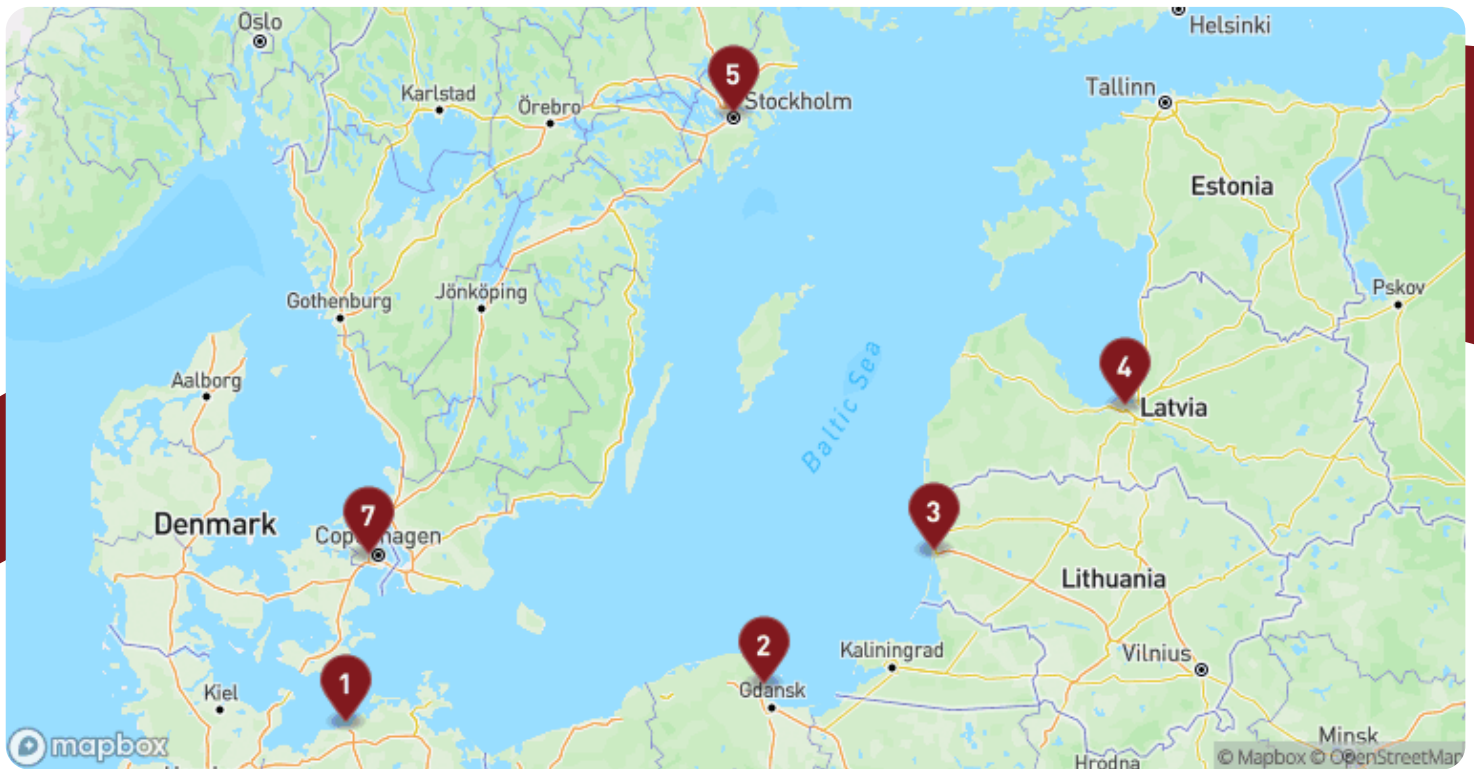 Oslo
Helsinki
5
Karlstad
Örebro
Stockholm
Tallinn
Estonia
Gothenburg
Jönköping
Pskov
Aalborg
Baltic Sea
4
Latvia
Denmark
7
Copenhagen
3
Lithuania
2
Kaliningrad
Vilnius
1
Kiel
Gdansk
mapbox
Minsk
Hrodna
© Mapbox © OpenStreetMap